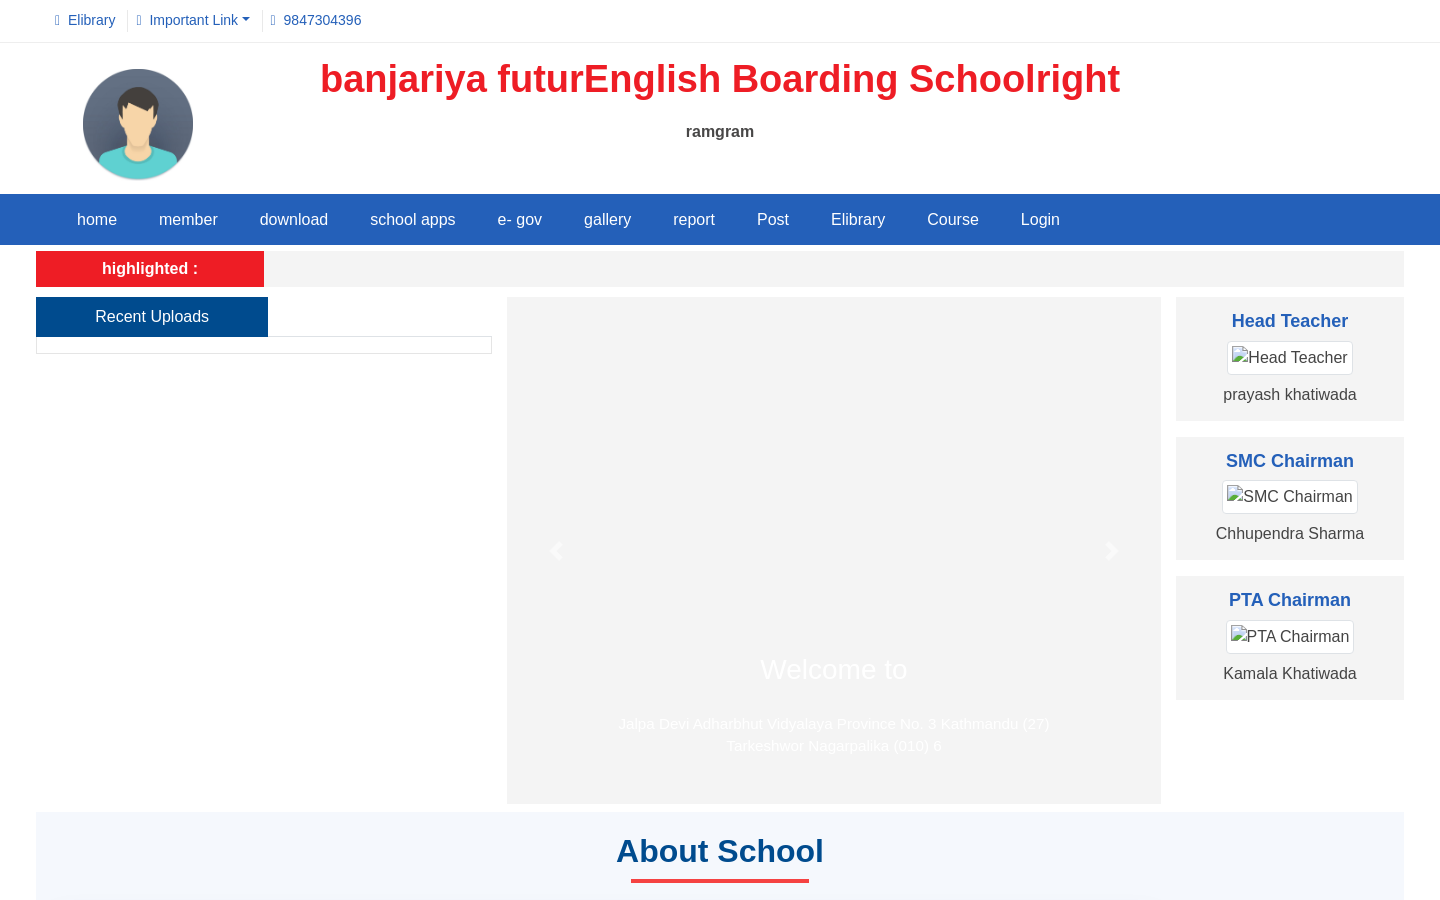 Elibrary
Important Link
9847304396
banjariya futurEnglish Boarding Schoolright
ramgram
home
member
download
school apps
e- gov
gallery
report
Post
Elibrary
Course
Login
highlighted :
Recent Uploads
Welcome to
Jalpa Devi Adharbhut Vidyalaya Province No. 3 Kathmandu (27)
Tarkeshwor Nagarpalika (010) 6
Head Teacher
Head Teacher
prayash khatiwada
SMC Chairman
SMC Chairman
Chhupendra Sharma
PTA Chairman
PTA Chairman
Kamala Khatiwada
About School